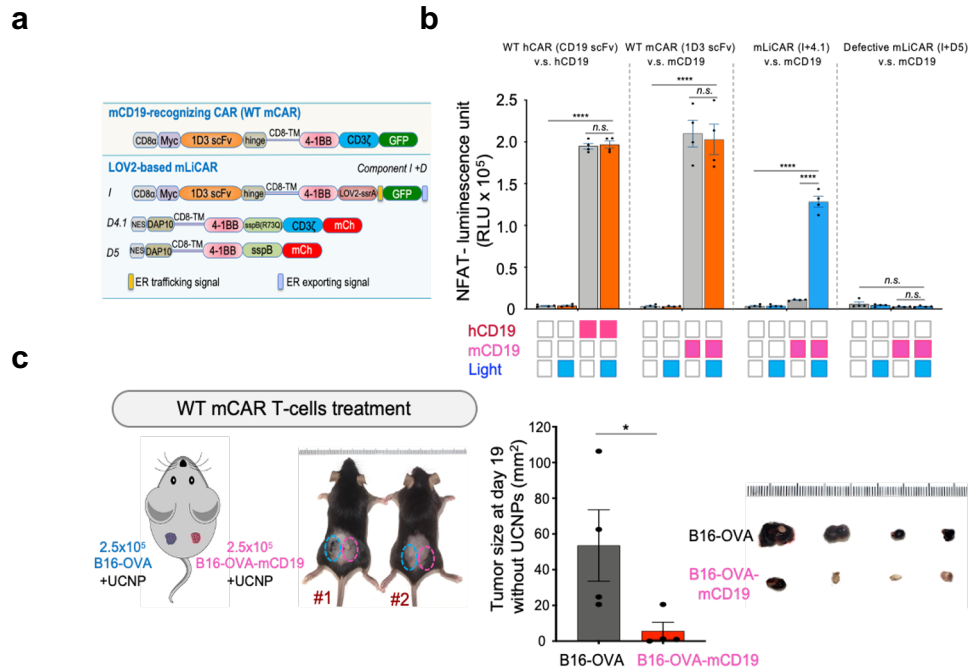 a
mCD19-recognizing CAR (WT mCAR)
CD8α Myc 1D3 scFv hinge CD8-TM 4-1BB CD3ζ GFP
LOV2-based mLiCAR Component I +D
I CD8α Myc 1D3 scFv hinge CD8-TM 4-1BB LOV2-ssrA GFP
D4.1 NES DAP10 CD8-TM 4-1BB sspB(R73Q) CD3ζ mCh
D5 NES DAP10 CD8-TM 4-1BB sspB mCh
ER trafficking signal ER exporting signal
b
WT hCAR (CD19 scFv) WT mCAR (1D3 scFv) mLiCAR (I+4.1) Defective mLiCAR (I+D5)
v.s. hCD19 v.s. mCD19 v.s. mCD19 v.s. mCD19
NFAT- luminescence unit
(RLU x 10⁵)
2.5
2.0
1.5
1.0
0.5
0
**** n.s.
**** n.s.
**** ****
n.s. n.s.
hCD19
mCD19
Light
c
WT mCAR T-cells treatment
2.5x10⁵
B16-OVA
+UCNP
2.5x10⁵
B16-OVA-mCD19
+UCNP
#1 #2
Tumor size at day 19
without UCNPs (mm²)
120
100
80
60
40
20
0
*
B16-OVA B16-OVA-mCD19
B16-OVA
B16-OVA-
mCD19